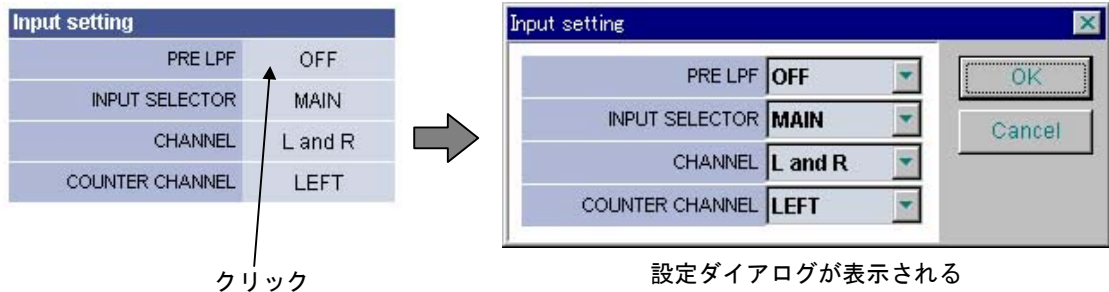 Input setting
PRE LPF OFF
INPUT SELECTOR MAIN
CHANNEL L and R
COUNTER CHANNEL LEFT
クリック
Input setting
PRE LPF OFF
INPUT SELECTOR MAIN
CHANNEL L and R
COUNTER CHANNEL LEFT
OK
Cancel
設定ダイアログが表示される